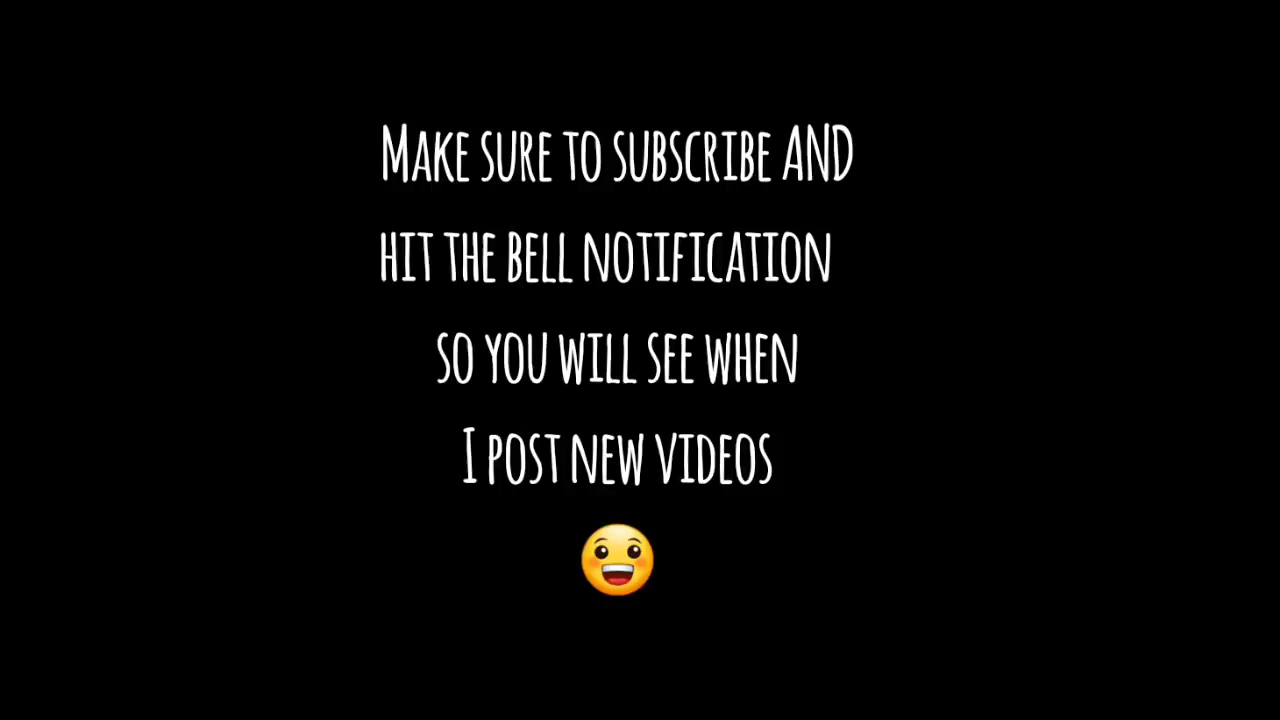 Make sure to subscribe AND
hit the bell notification
so you will see when
I post new videos
😀